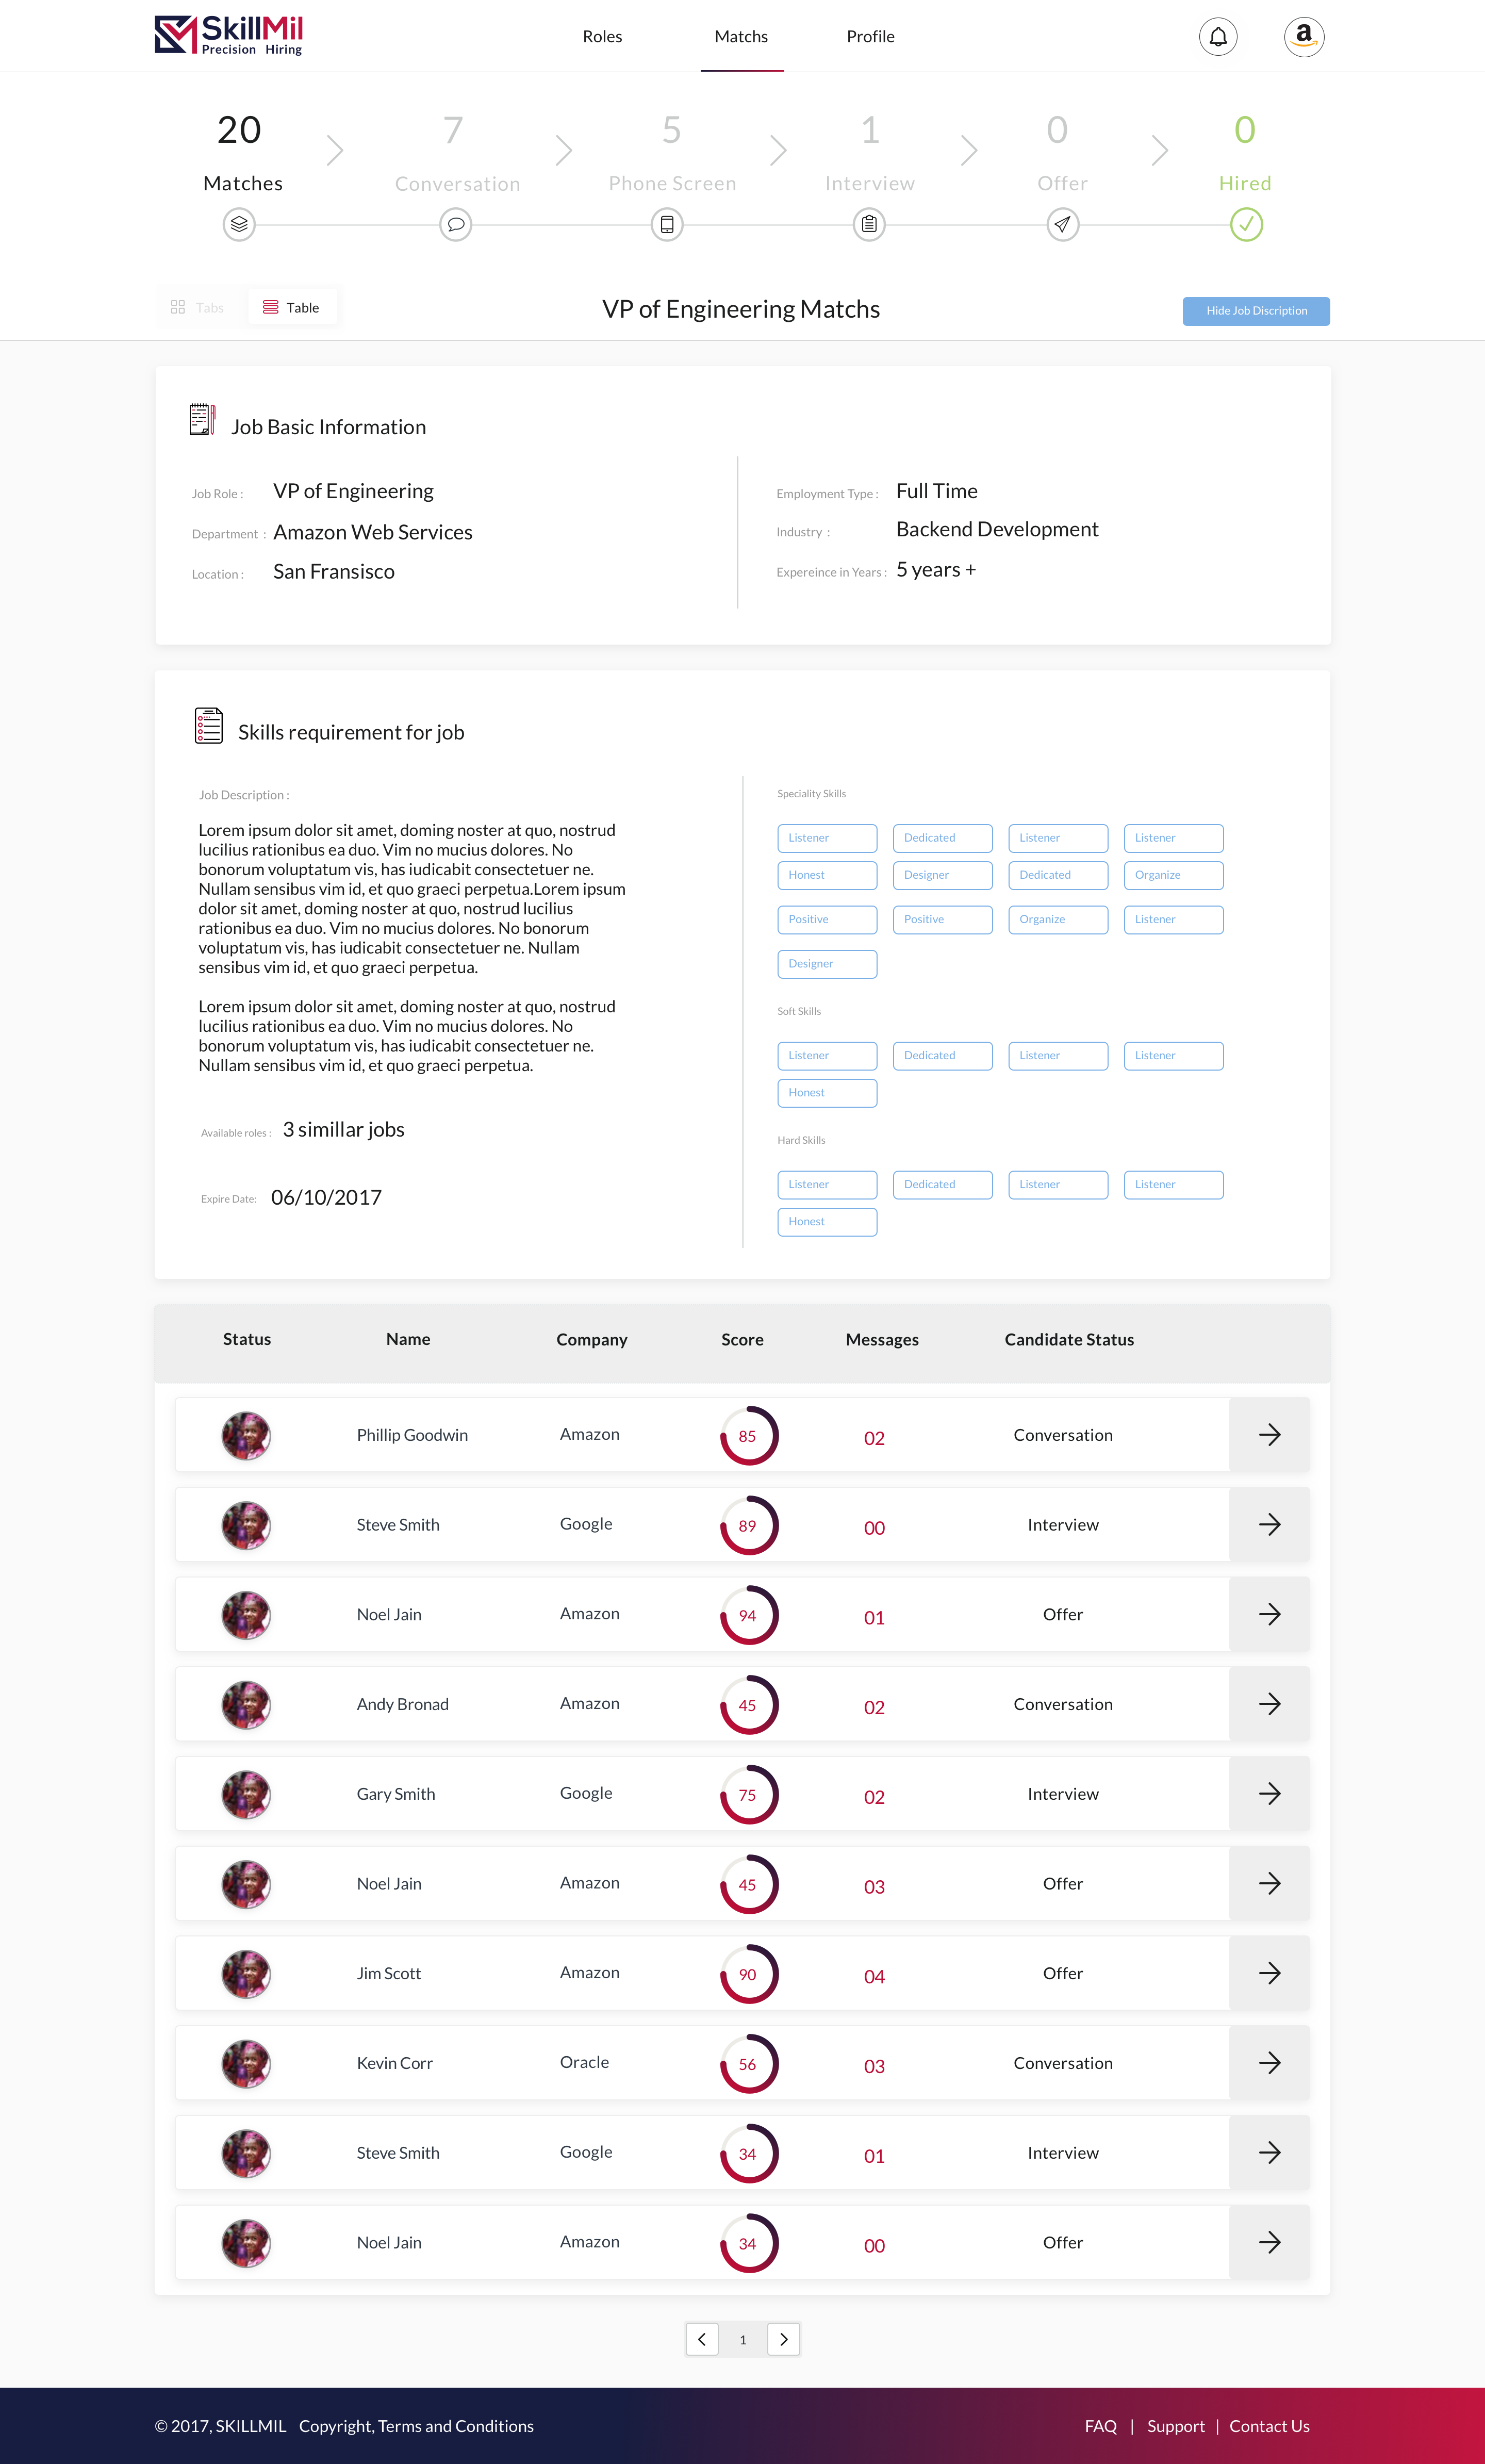 SkillMil
Precision Hiring
Roles Matchs Profile
a
20 7 5 1 0 0
Matches Conversation Phone Screen Interview Offer Hired
Tabs Table
VP of Engineering Matchs
Hide Job Discription
Job Basic Information
Job Role : VP of Engineering
Department : Amazon Web Services
Location : San Fransisco
Employment Type : Full Time
Industry : Backend Development
Expereince in Years : 5 years +
Skills requirement for job
Job Description :
Lorem ipsum dolor sit amet, doming noster at quo, nostrud
lucilius rationibus ea duo. Vim no mucius dolores. No
bonorum voluptatum vis, has iudicabit consectetuer ne.
Nullam sensibus vim id, et quo graeci perpetua.Lorem ipsum
dolor sit amet, doming noster at quo, nostrud lucilius
rationibus ea duo. Vim no mucius dolores. No bonorum
voluptatum vis, has iudicabit consectetuer ne. Nullam
sensibus vim id, et quo graeci perpetua.
Lorem ipsum dolor sit amet, doming noster at quo, nostrud
lucilius rationibus ea duo. Vim no mucius dolores. No
bonorum voluptatum vis, has iudicabit consectetuer ne.
Nullam sensibus vim id, et quo graeci perpetua.
Available roles : 3 simillar jobs
Expire Date: 06/10/2017
Speciality Skills
Listener Dedicated Listener Listener
Honest Designer Dedicated Organize
Positive Positive Organize Listener
Designer
Soft Skills
Listener Dedicated Listener Listener
Honest
Hard Skills
Listener Dedicated Listener Listener
Honest
Status Name Company Score Messages Candidate Status
Phillip Goodwin Amazon 85 02 Conversation
Steve Smith Google 89 00 Interview
Noel Jain Amazon 94 01 Offer
Andy Bronad Amazon 45 02 Conversation
Gary Smith Google 75 02 Interview
Noel Jain Amazon 45 03 Offer
Jim Scott Amazon 90 04 Offer
Kevin Corr Oracle 56 03 Conversation
Steve Smith Google 34 01 Interview
Noel Jain Amazon 34 00 Offer
1
© 2017, SKILLMIL Copyright, Terms and Conditions
FAQ | Support | Contact Us